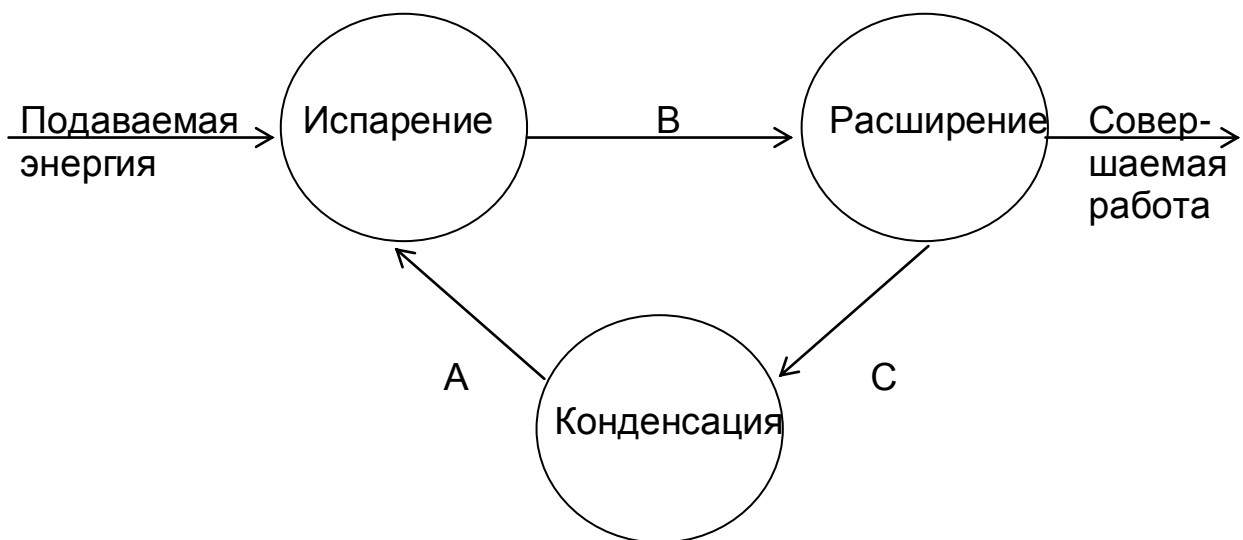 Подаваемая
энергия
Испарение
B
Расширение
Совер-
шаемая
работа
A
C
Конденсация